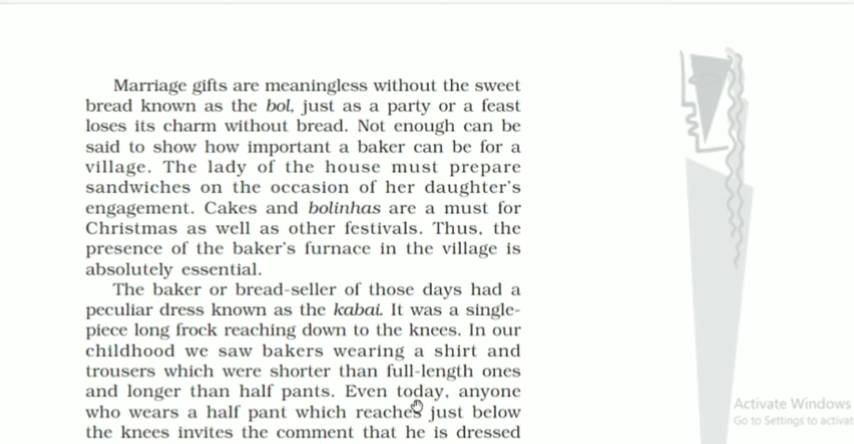 Marriage gifts are meaningless without the sweet
bread known as the bol, just as a party or a feast
loses its charm without bread. Not enough can be
said to show how important a baker can be for a
village. The lady of the house must prepare
sandwiches on the occasion of her daughter's
engagement. Cakes and bolinhas are a must for
Christmas as well as other festivals. Thus, the
presence of the baker's furnace in the village is
absolutely essential.
The baker or bread-seller of those days had a
peculiar dress known as the kabai. It was a single-
piece long frock reaching down to the knees. In our
childhood we saw bakers wearing a shirt and
trousers which were shorter than full-length ones
and longer than half pants. Even today, anyone
who wears a half pant which reaches just below
the knees invites the comment that he is dressed
Activate Windows
Go to Settings to activat